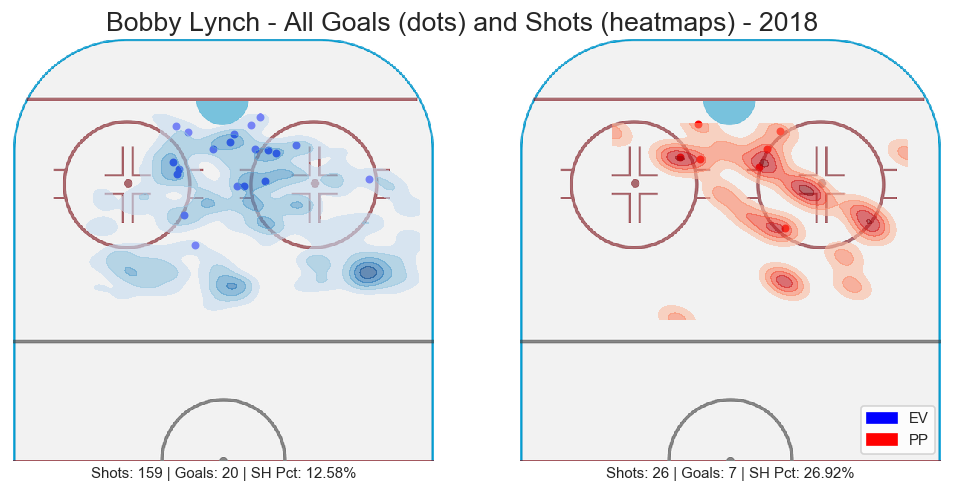 Bobby Lynch - All Goals (dots) and Shots (heatmaps) - 2018
EV
PP
Shots: 159 | Goals: 20 | SH Pct: 12.58%
Shots: 26 | Goals: 7 | SH Pct: 26.92%